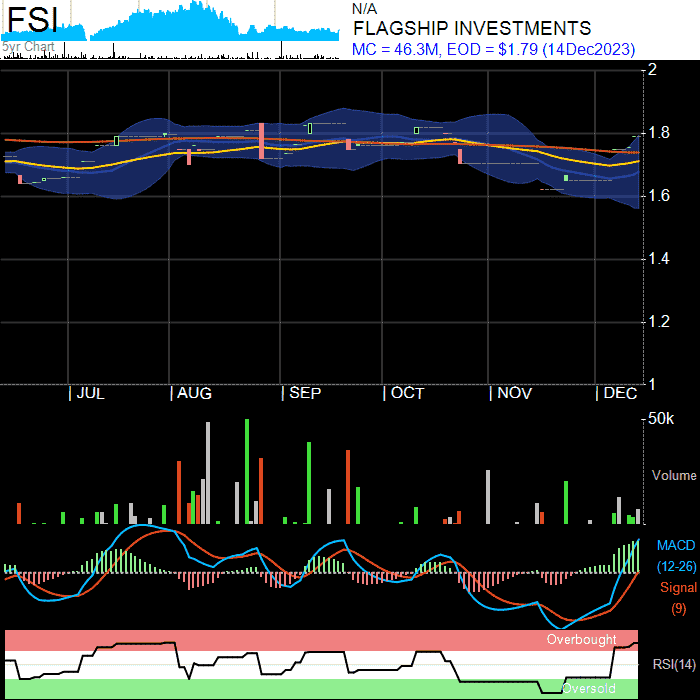 FSI
5yr Chart
N/A
FLAGSHIP INVESTMENTS
MC = 46.3M, EOD = $1.79 (14Dec2023)
2
1.8
1.6
1.4
1.2
1
JUL AUG SEP OCT NOV DEC
50k
Volume
MACD
(12-26)
Signal
(9)
Overbought
RSI(14)
Oversold